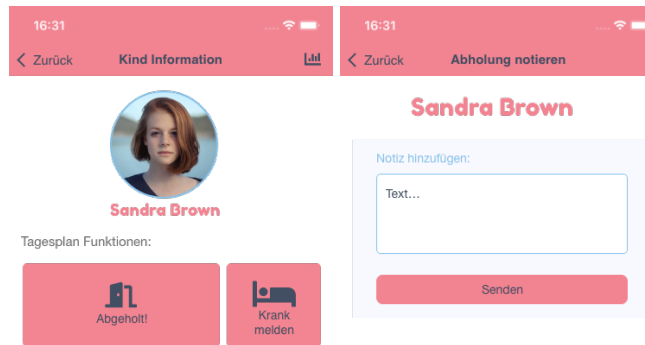 16:31
Zurück
Kind Information
Sandra Brown
Tagesplan Funktionen:
Abgeholt!
Krank
melden
16:31
Zurück
Abholung notieren
Sandra Brown
Notiz hinzufügen:
Text...
Senden